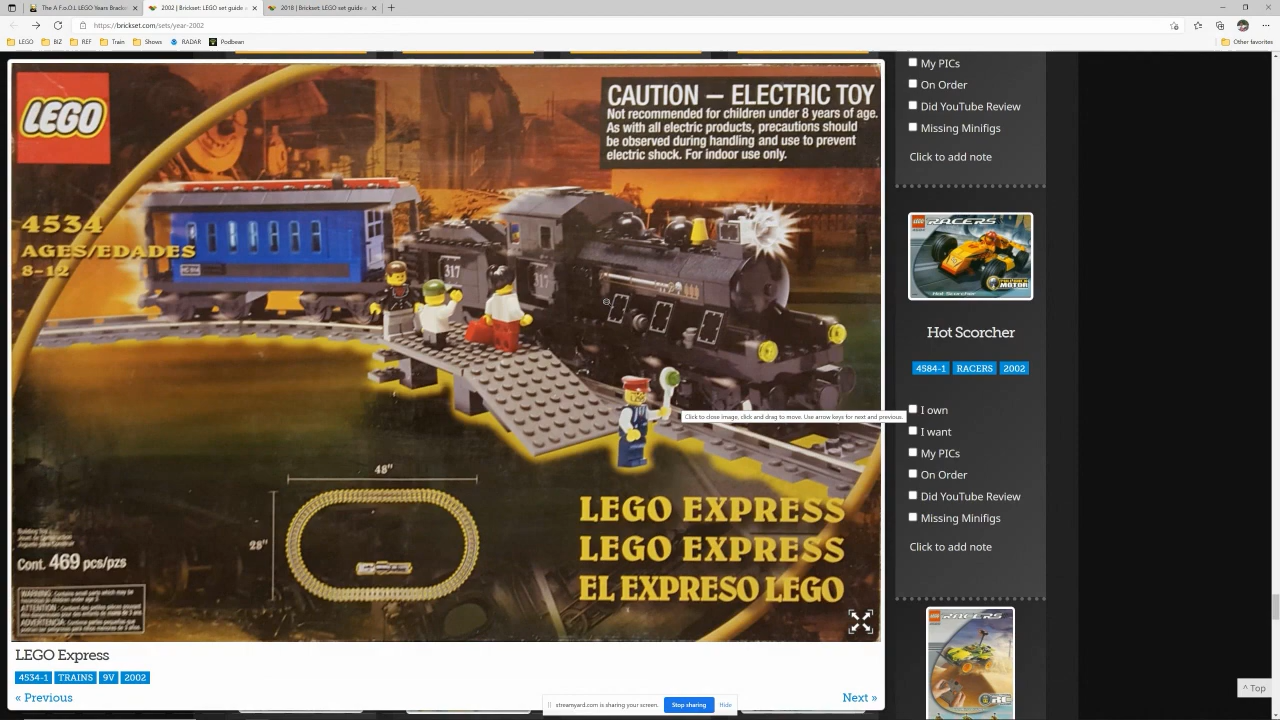 The A F.o.O.L LEGO Years Bracke
2002 | Brickset: LEGO set guide a
2018 | Brickset: LEGO set guide a
https://brickset.com/sets/year-2002
LEGO
BIZ
REF
Train
Shows
RADAR
Podbean
Other favorites
LEGO
CAUTION — ELECTRIC TOY
Not recommended for children under 8 years of age.
As with all electric products, precautions should
be observed during handling and use to prevent
electric shock. For indoor use only.
4534
AGES/EDADES
8-12
317
317
Click to close image, click and drag to move. Use arrow keys for next and previous.
48"
28"
Cont. 469 pcs/pzs
LEGO EXPRESS
LEGO EXPRESS
EL EXPRESO LEGO
LEGO Express
4534-1 TRAINS 9V 2002
« Previous
Next »
streamyard.com is sharing your screen.
Stop sharing
Hide
My PICs
On Order
Did YouTube Review
Missing Minifigs
Click to add note
RACERS
MOTOR
Hot Scorcher
Hot Scorcher
4584-1 RACERS 2002
I own
I want
My PICs
On Order
Did YouTube Review
Missing Minifigs
Click to add note
RACERS
RC
^ Top